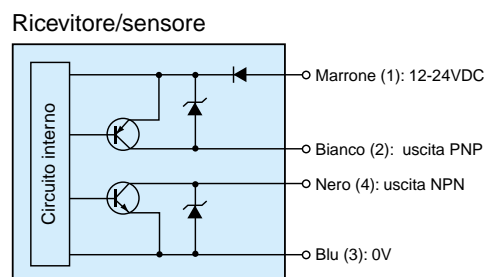 Ricevitore/sensore
Circuito interno
Marrone (1): 12-24VDC
Bianco (2): uscita PNP
Nero (4): uscita NPN
Blu (3): 0V